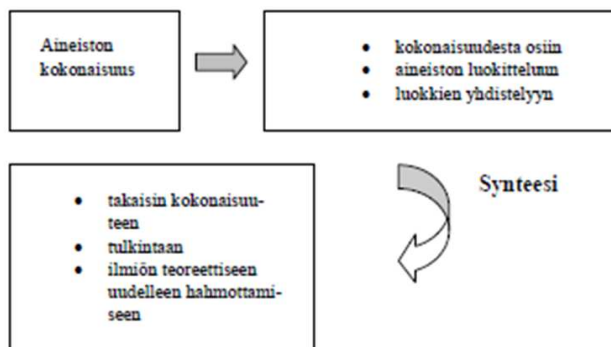 Aineiston
kokonaisuus
• kokonaisuudesta osiin
• aineiston luokitteluun
• luokkien yhdistelyyn
Synteesi
• takaisin kokonaisuu-
teen
• tulkintaan
• ilmiön teoreettiseen
uudelleen hahmottami-
seen